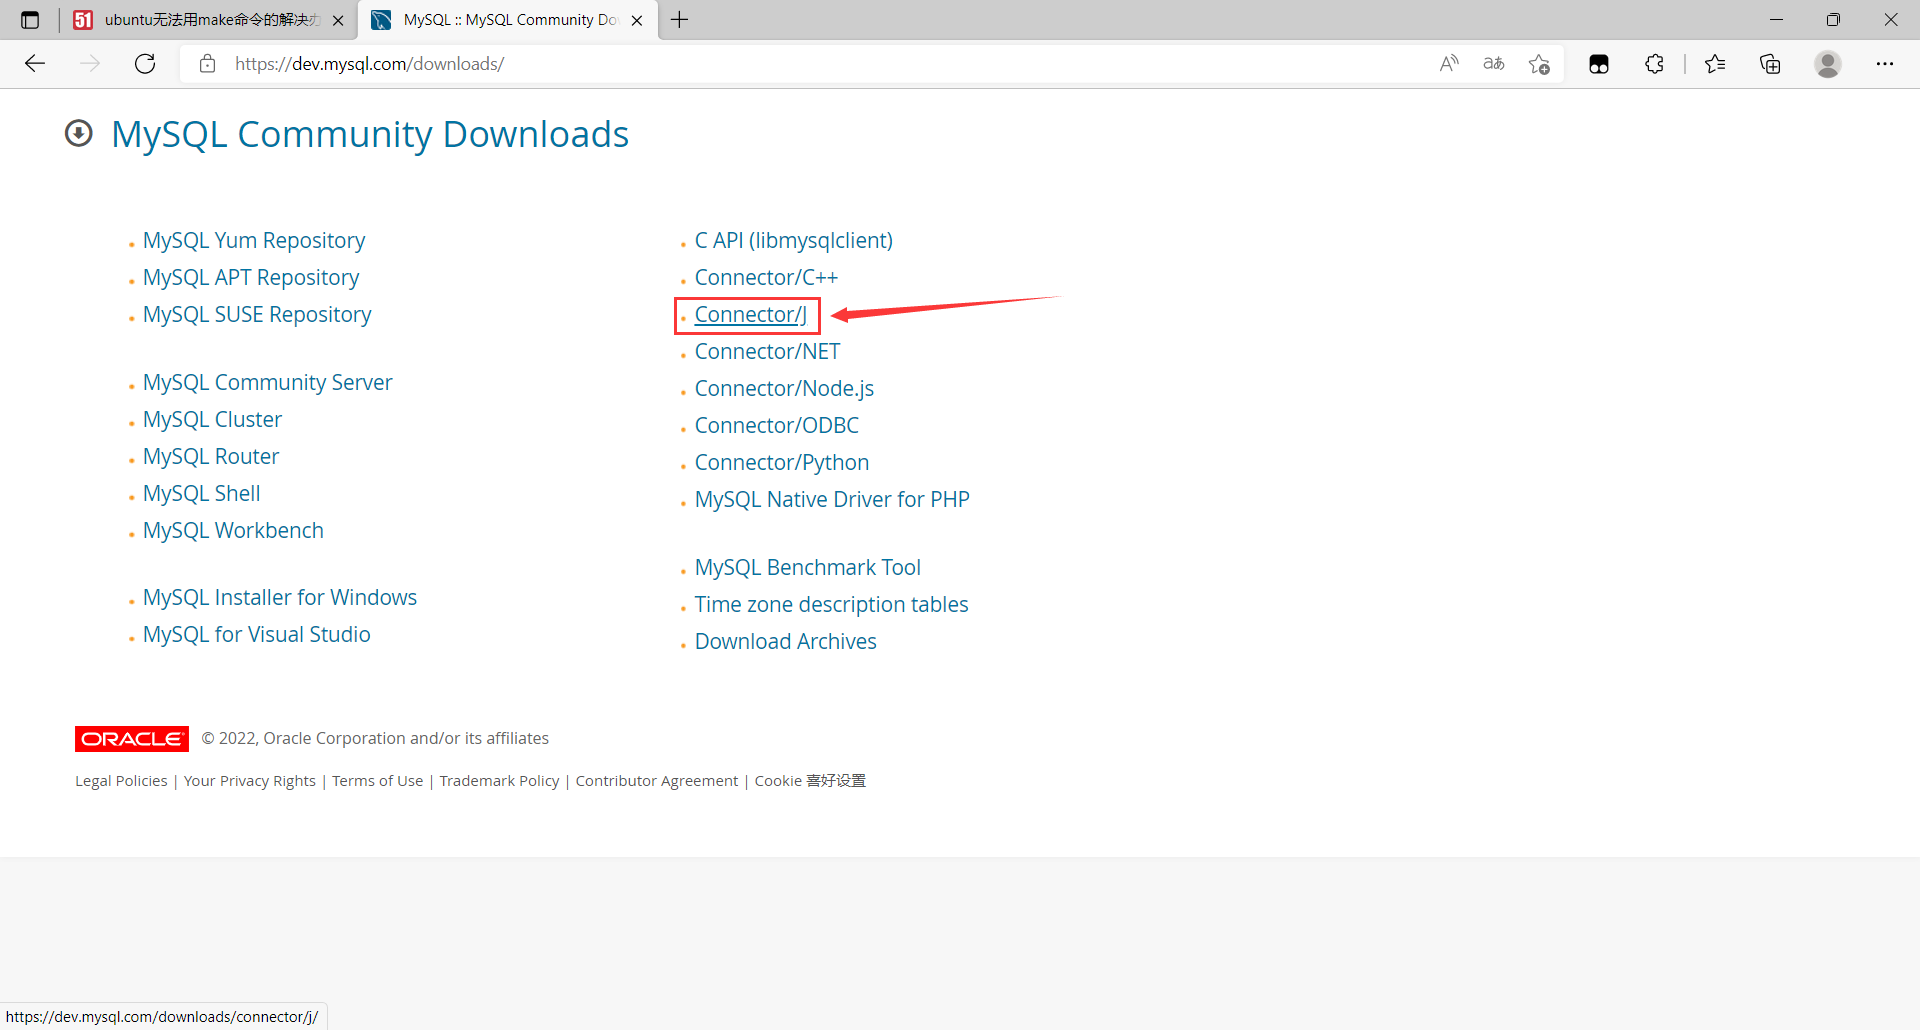 51 ubuntu无法用make命令的解决办
MySQL :: MySQL Community Do
https://dev.mysql.com/downloads/
MySQL Community Downloads
MySQL Yum Repository
MySQL APT Repository
MySQL SUSE Repository
MySQL Community Server
MySQL Cluster
MySQL Router
MySQL Shell
MySQL Workbench
MySQL Installer for Windows
MySQL for Visual Studio
C API (libmysqlclient)
Connector/C++
Connector/J
Connector/NET
Connector/Node.js
Connector/ODBC
Connector/Python
MySQL Native Driver for PHP
MySQL Benchmark Tool
Time zone description tables
Download Archives
ORACLE © 2022, Oracle Corporation and/or its affiliates
Legal Policies | Your Privacy Rights | Terms of Use | Trademark Policy | Contributor Agreement | Cookie 喜好设置
https://dev.mysql.com/downloads/connector/j/